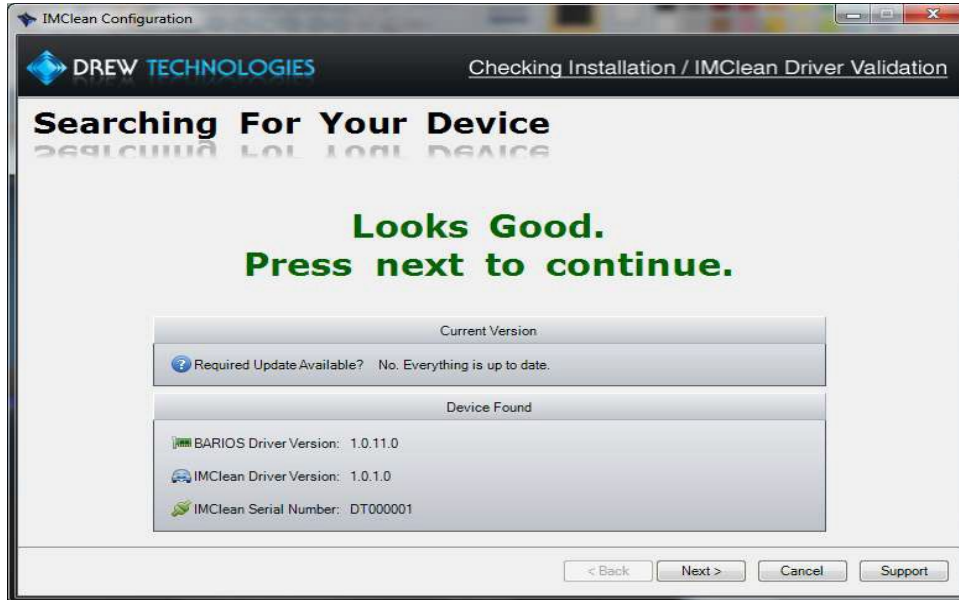 IMClean Configuration
DREW TECHNOLOGIES
Checking Installation / IMClean Driver Validation
Searching For Your Device
Looks Good.
Press next to continue.
Current Version
Required Update Available? No. Everything is up to date.
Device Found
BARIOS Driver Version: 1.0.11.0
IMClean Driver Version: 1.0.1.0
IMClean Serial Number: DT000001
< Back Next > Cancel Support